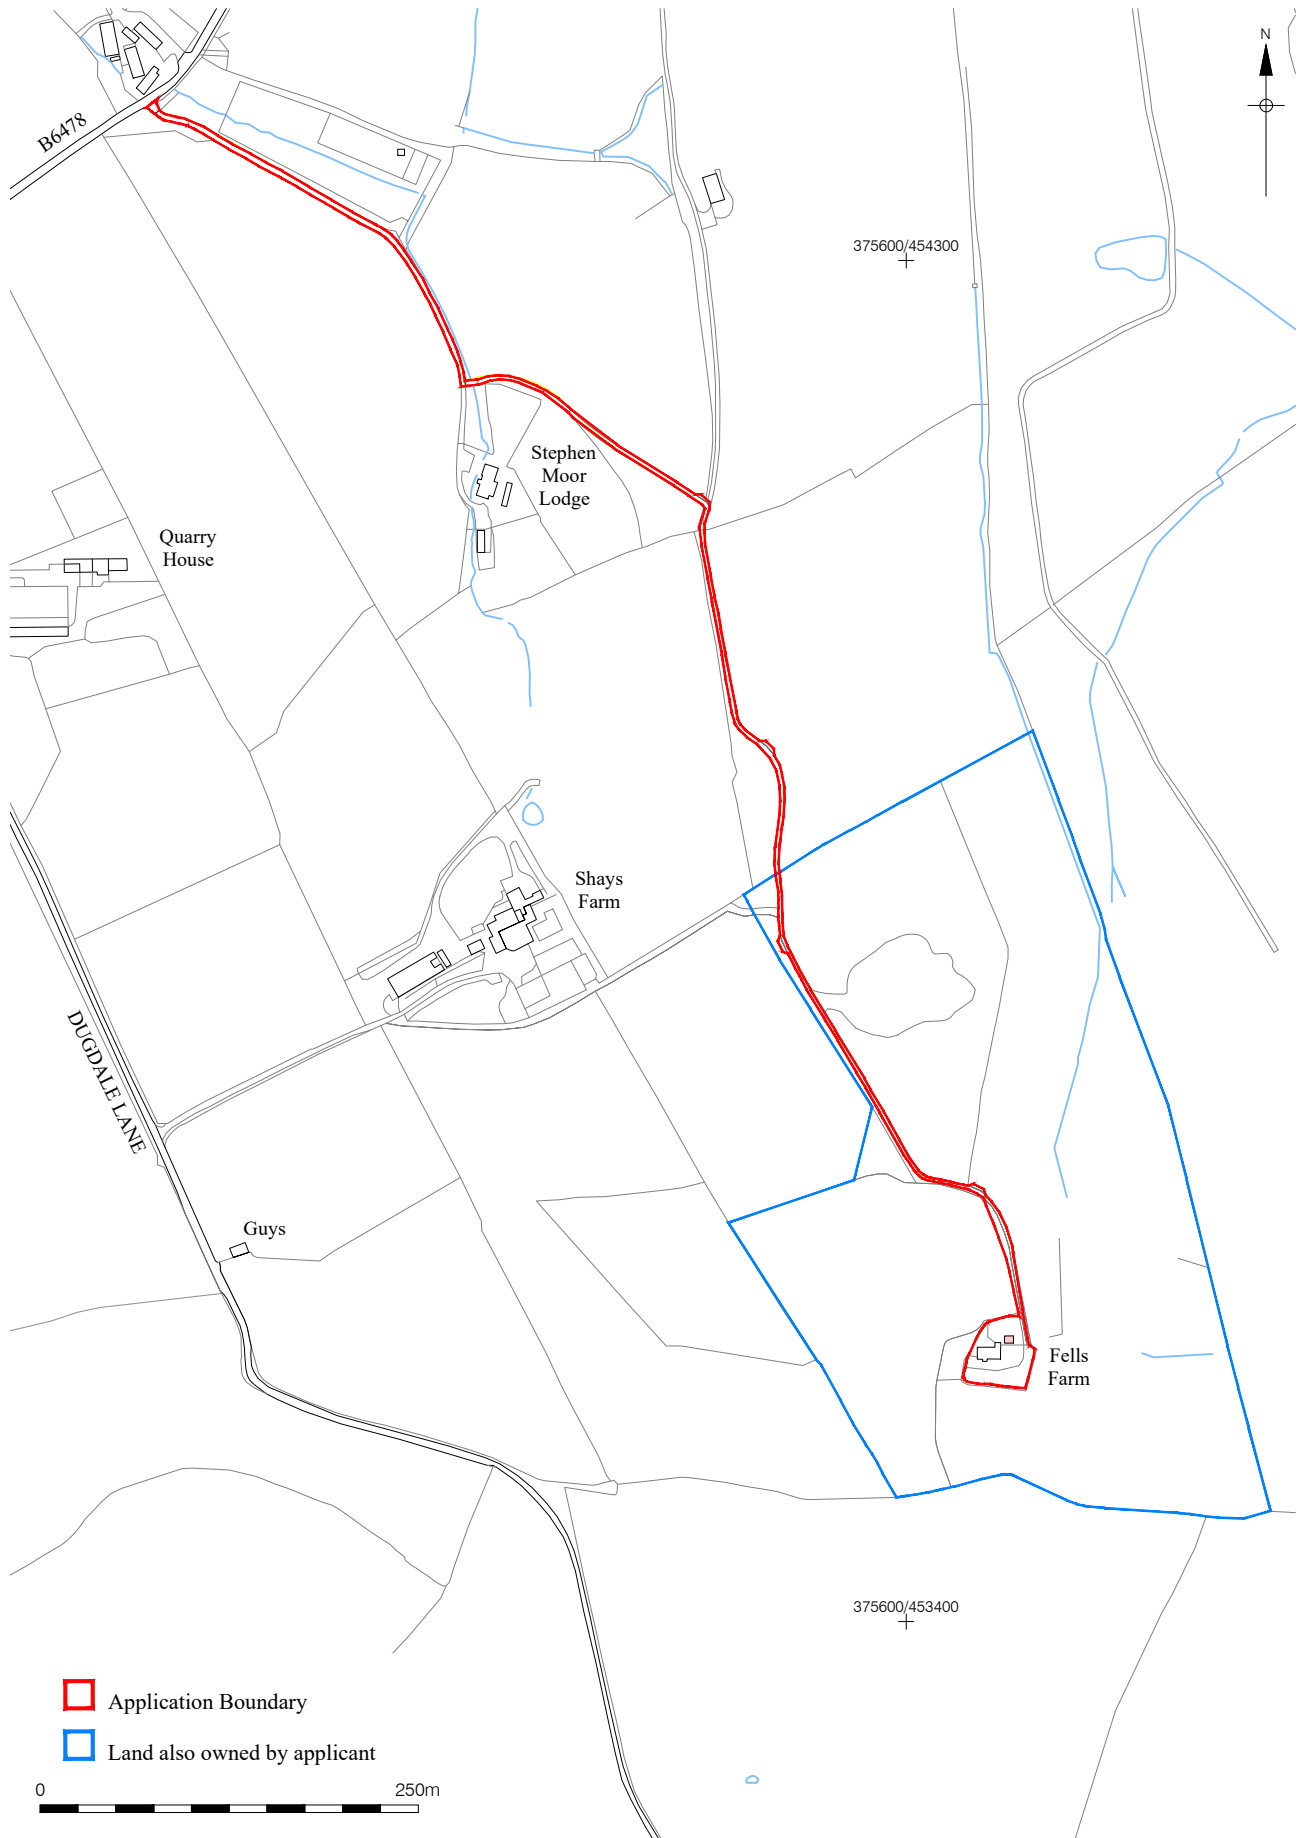 N
B6478
375600/454300
Stephen
Moor
Lodge
Quarry
House
Shays
Farm
DUGDALE LANE
Guys
Fells
Farm
375600/453400
Application Boundary
Land also owned by applicant
0
250m